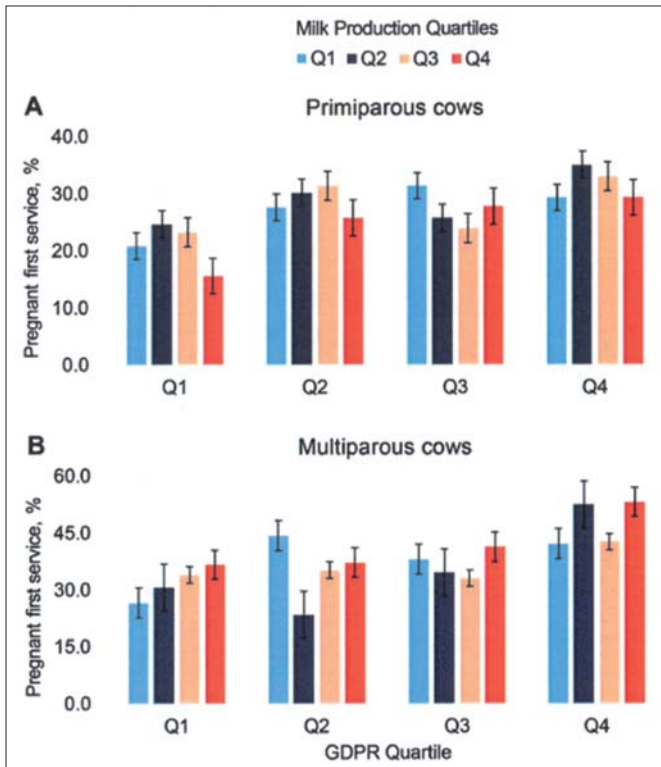 Milk Production Quartiles
Q1 Q2 Q3 Q4
A Primiparous cows
Pregnant first service, %
40.0
30.0
20.0
10.0
0.0
Q1 Q2 Q3 Q4
B Multiparous cows
Pregnant first service, %
60.0
45.0
30.0
15.0
0.0
Q1 Q2 Q3 Q4
GDPR Quartile